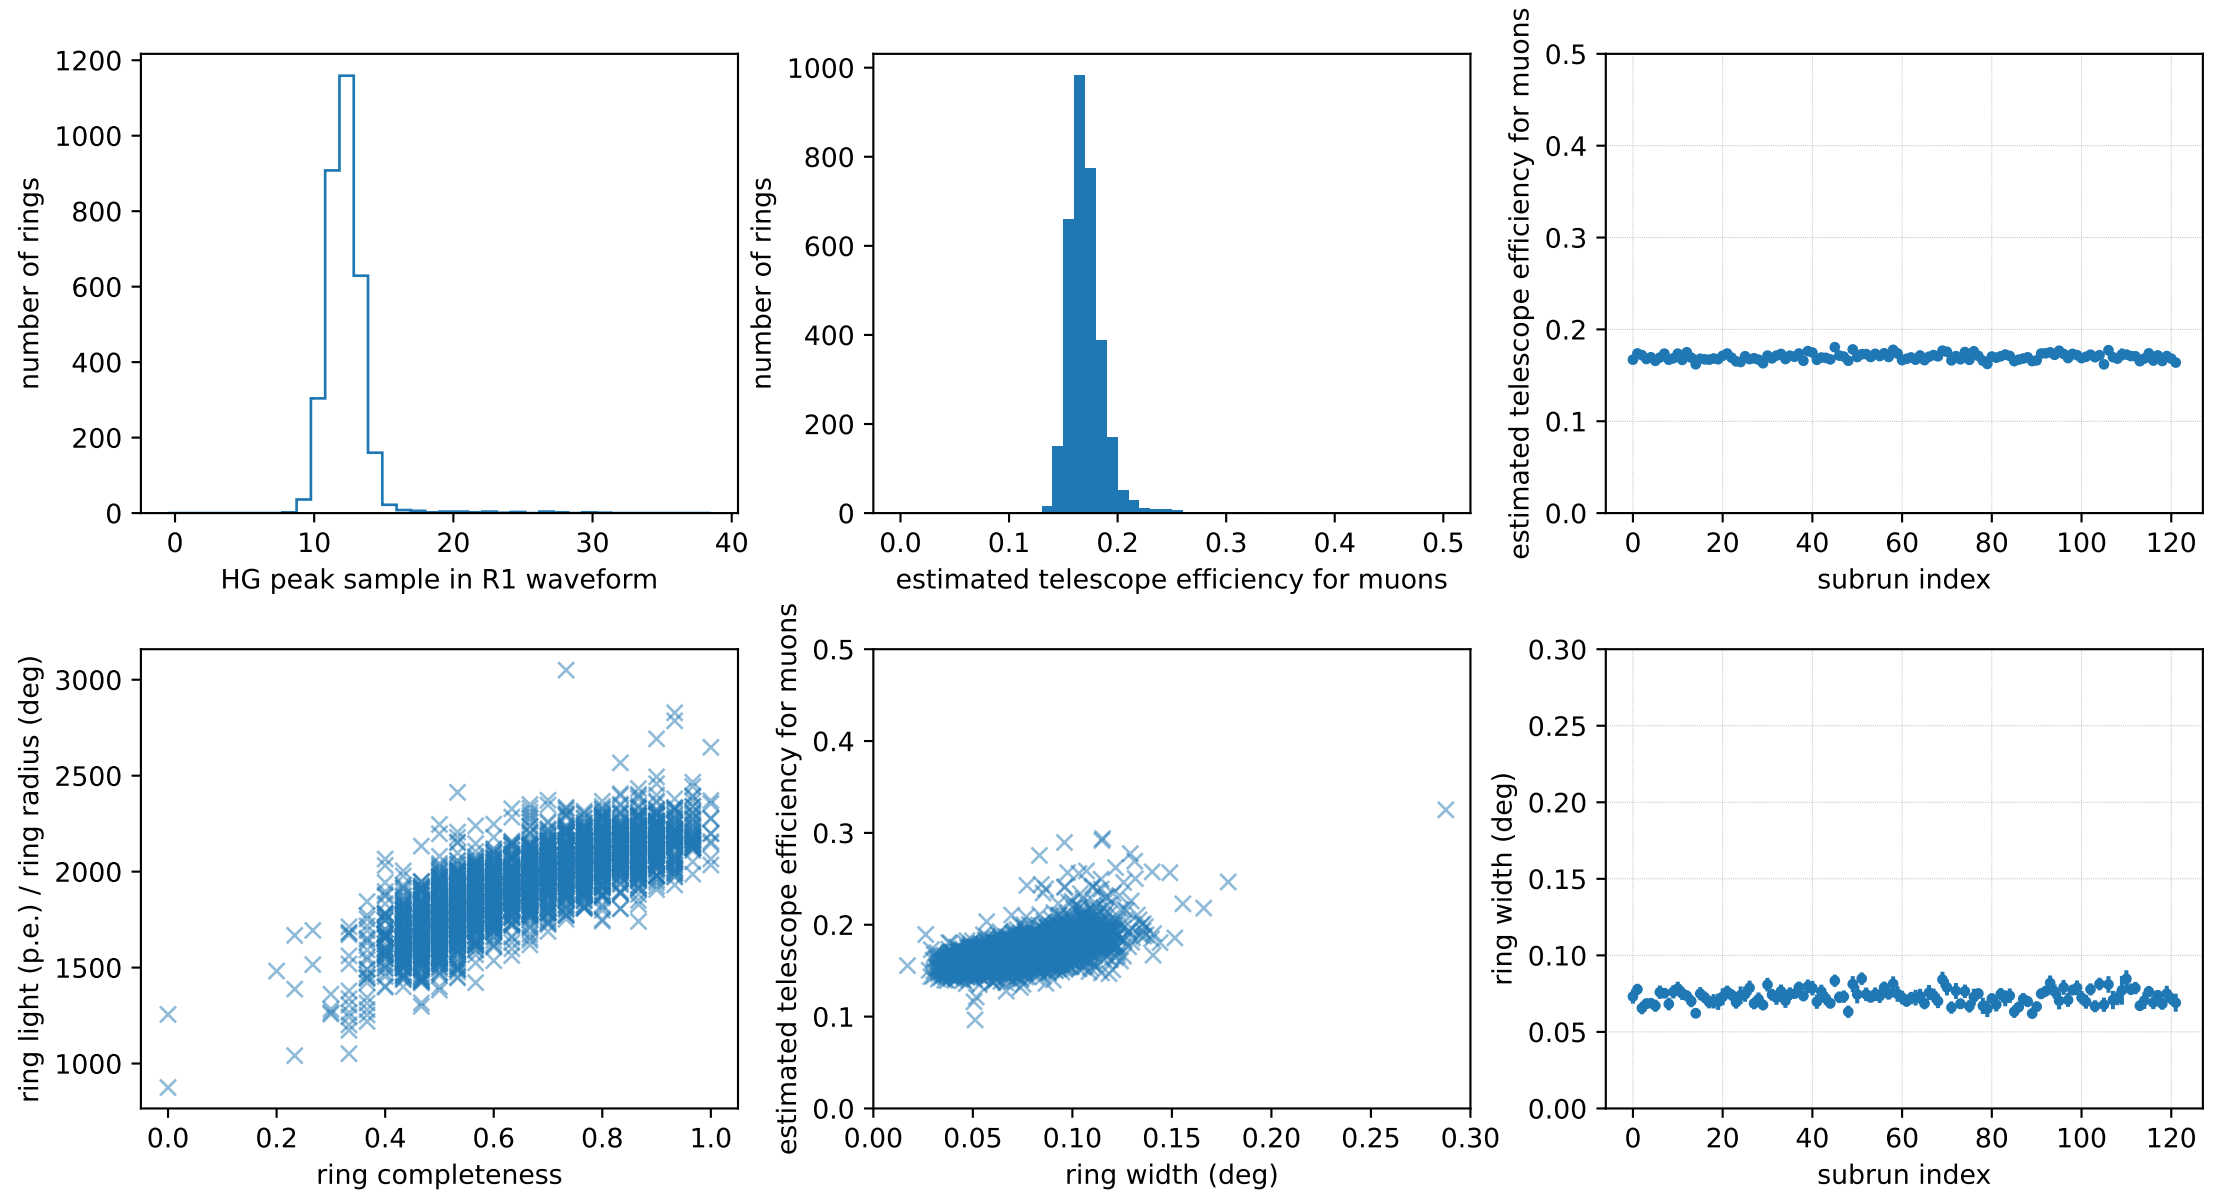 1200
1000
800
600
400
200
0
number of rings
0 10 20 30 40
HG peak sample in R1 waveform
1000
800
600
400
200
0
number of rings
0.0 0.1 0.2 0.3 0.4 0.5
estimated telescope efficiency for muons
0.5
0.4
0.3
0.2
0.1
0.0
estimated telescope efficiency for muons
0 20 40 60 80 100 120
subrun index
3000
2500
2000
1500
1000
ring light (p.e.) / ring radius (deg)
0.0 0.2 0.4 0.6 0.8 1.0
ring completeness
0.5
0.4
0.3
0.2
0.1
0.0
estimated telescope efficiency for muons
0.00 0.05 0.10 0.15 0.20 0.25 0.30
ring width (deg)
0.30
0.25
0.20
0.15
0.10
0.05
0.00
ring width (deg)
0 20 40 60 80 100 120
subrun index